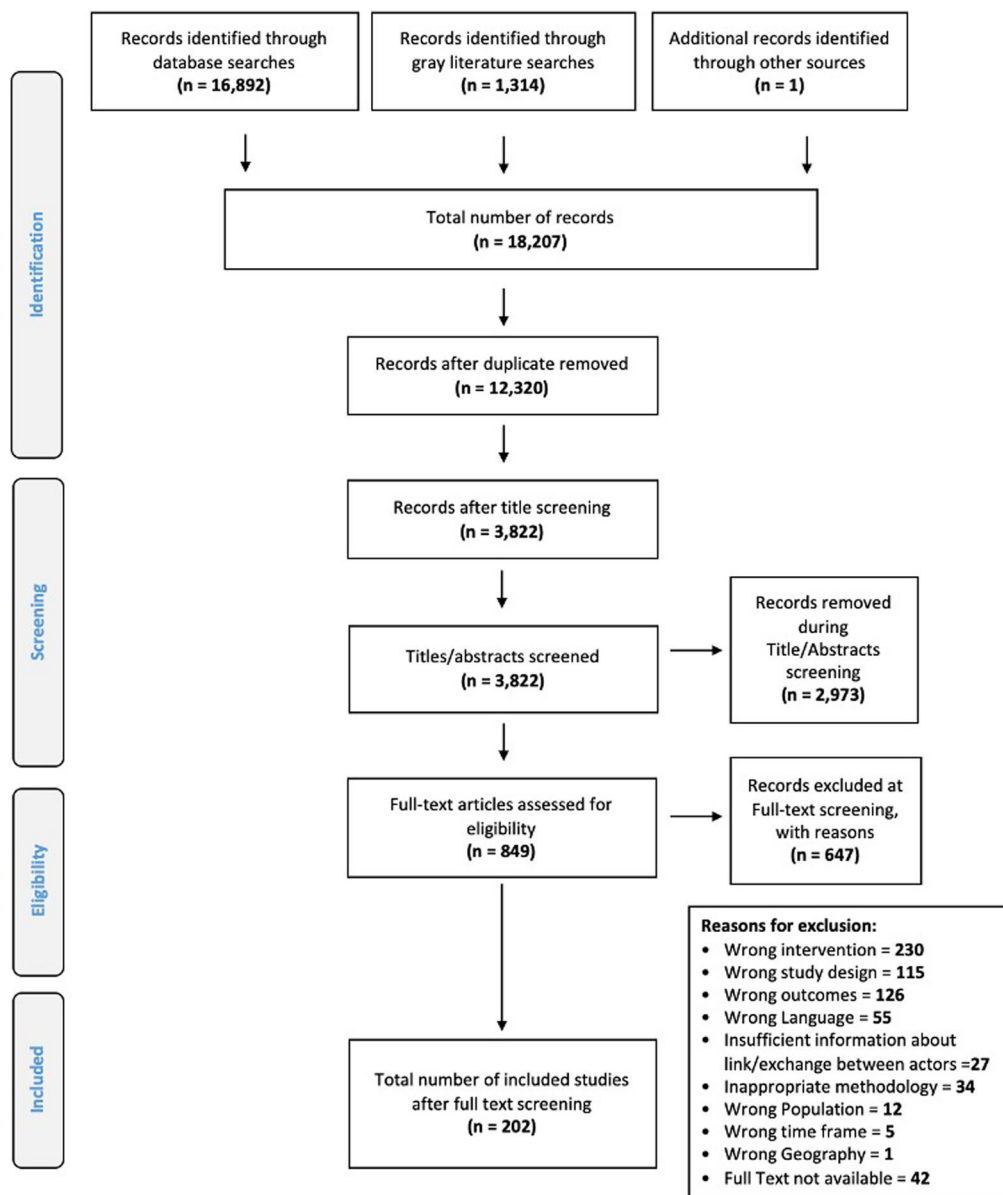 Records identified through
database searches
(n = 16,892)
Records identified through
gray literature searches
(n = 1,314)
Additional records identified
through other sources
(n = 1)
Identification
Total number of records
(n = 18,207)
Records after duplicate removed
(n = 12,320)
Screening
Records after title screening
(n = 3,822)
Titles/abstracts screened
(n = 3,822)
Records removed
during
Title/Abstracts
screening
(n = 2,973)
Eligibility
Full-text articles assessed for
eligibility
(n = 849)
Records excluded at
Full-text screening,
with reasons
(n = 647)
Reasons for exclusion:
• Wrong intervention = 230
• Wrong study design = 115
• Wrong outcomes = 126
• Wrong Language = 55
• Insufficient information about
link/exchange between actors =27
• Inappropriate methodology = 34
• Wrong Population = 12
• Wrong time frame = 5
• Wrong Geography = 1
• Full Text not available = 42
Included
Total number of included studies
after full text screening
(n = 202)